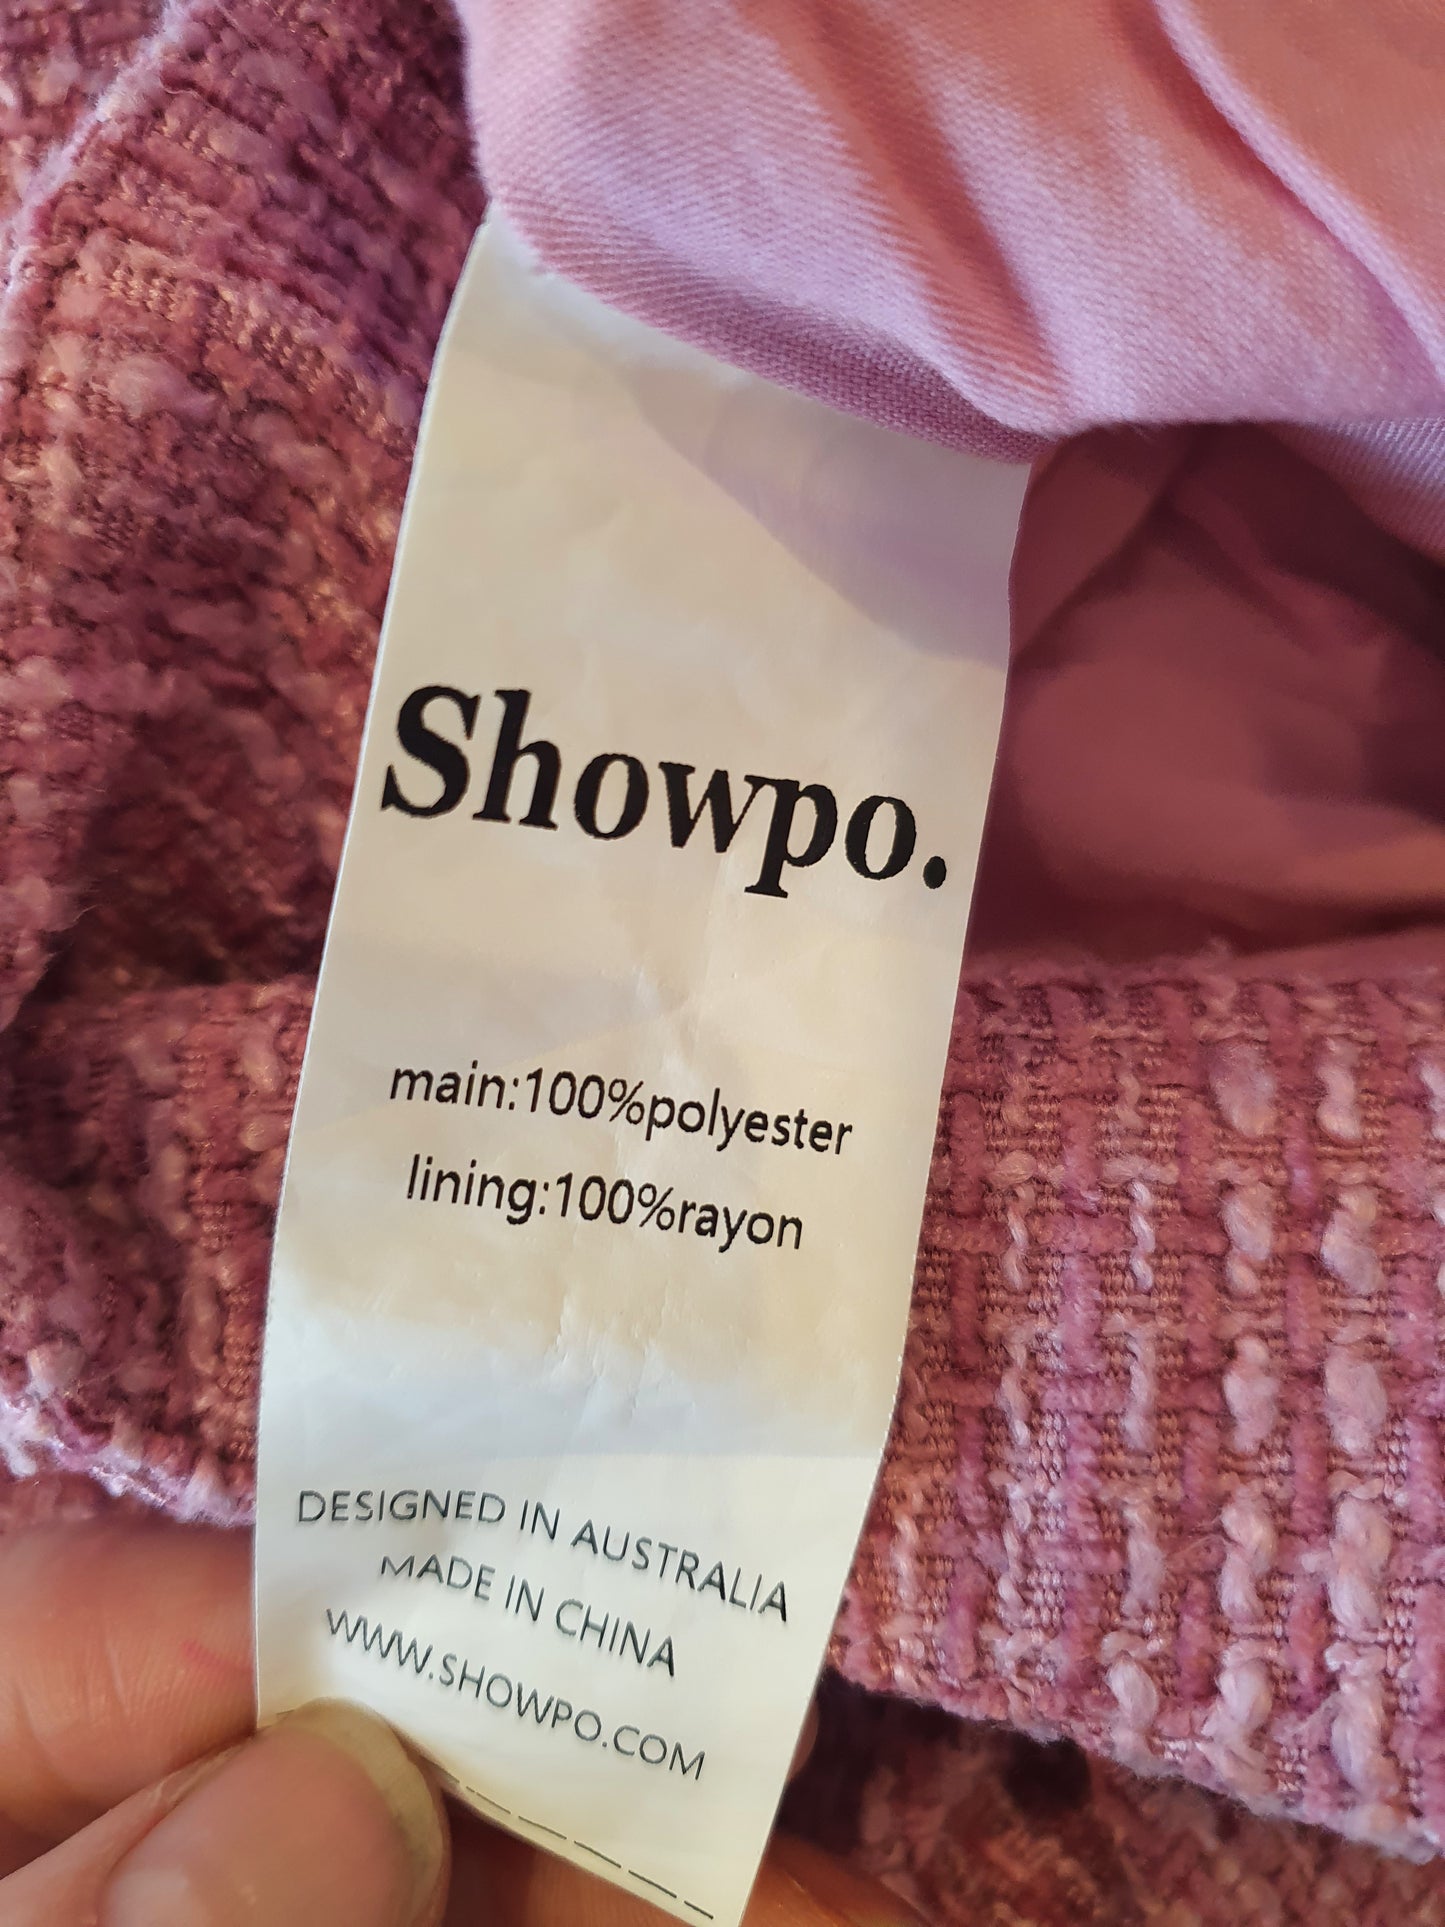 Showpo.
main:100%polyester
lining:100%rayon
DESIGNED IN AUSTRALIA
MADE IN CHINA
WWW.SHOWPO.COM